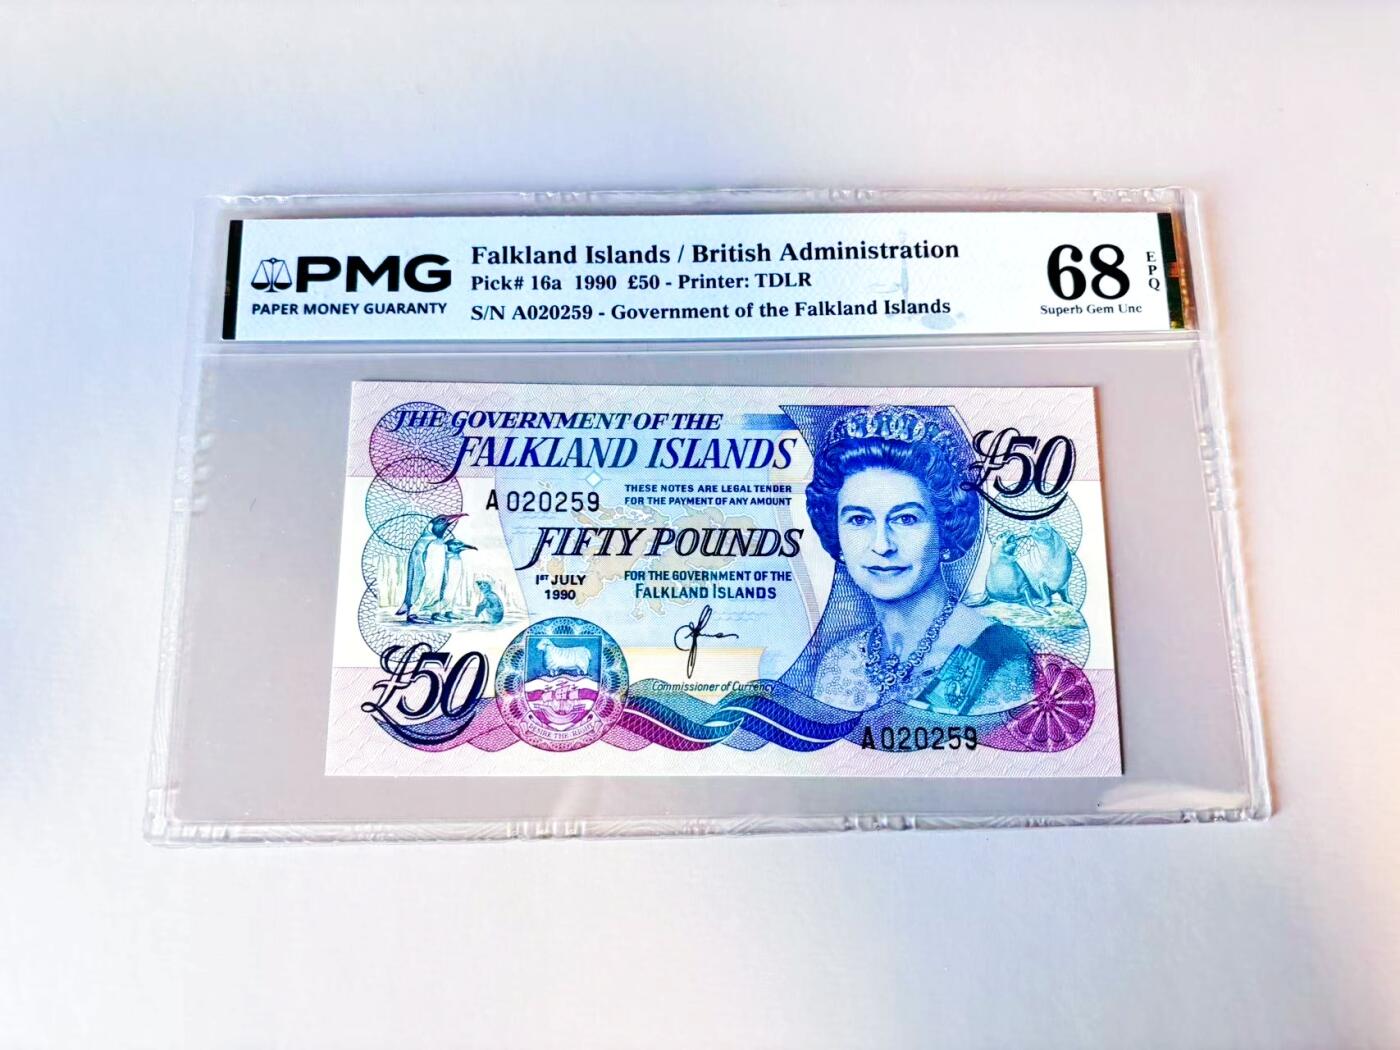 PMG
PAPER MONEY GUARANTY
Falkland Islands / British Administration
Pick# 16a 1990 £50 - Printer: TDLR
S/N A020259 - Government of the Falkland Islands
68
EPQ
Superb Gem Unc
THE GOVERNMENT OF THE
FALKLAND ISLANDS
£50
THESE NOTES ARE LEGAL TENDER
FOR THE PAYMENT OF ANY AMOUNT
A020259
FIFTY POUNDS
1ST JULY
1990
FOR THE GOVERNMENT OF THE
FALKLAND ISLANDS
Commissioner of Currency
£50
DESIRE THE RIGHT
A020259